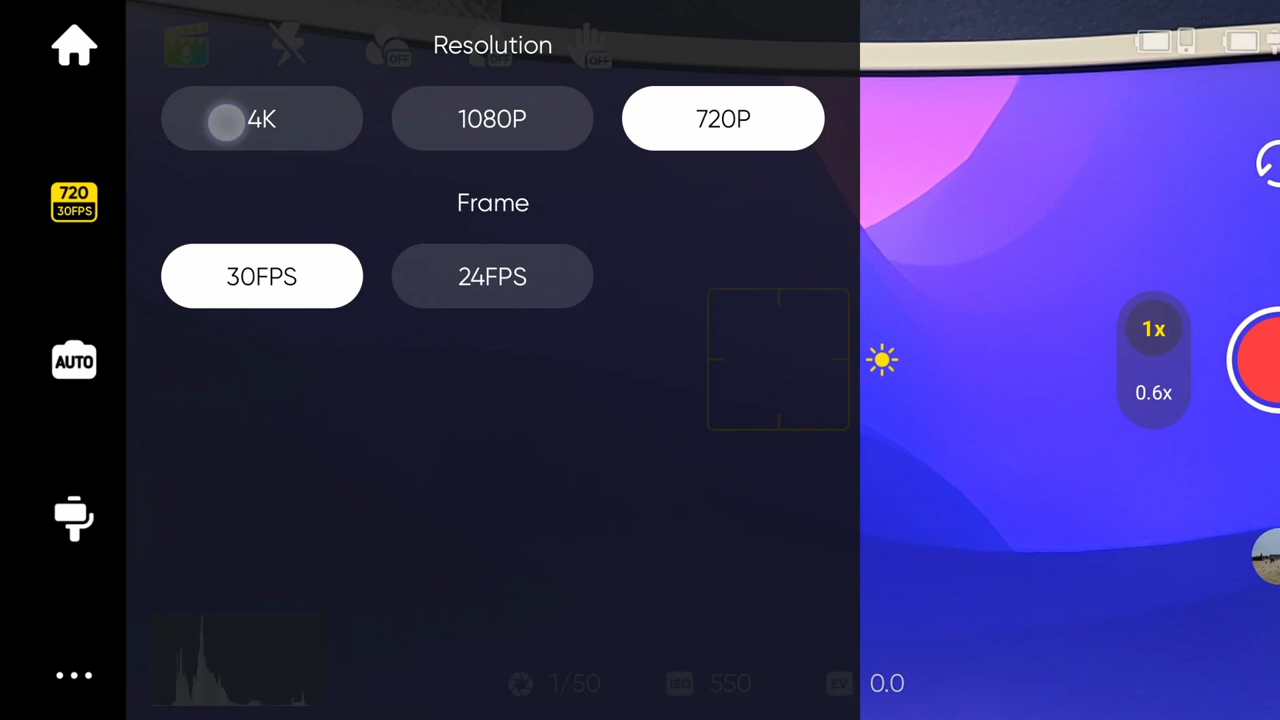 OFF
OFF
OFF
Resolution
4K
1080P
720P
720
30FPS
Frame
30FPS
24FPS
AUTO
1x
0.6x
1/50
ISO
550
EV
0.0